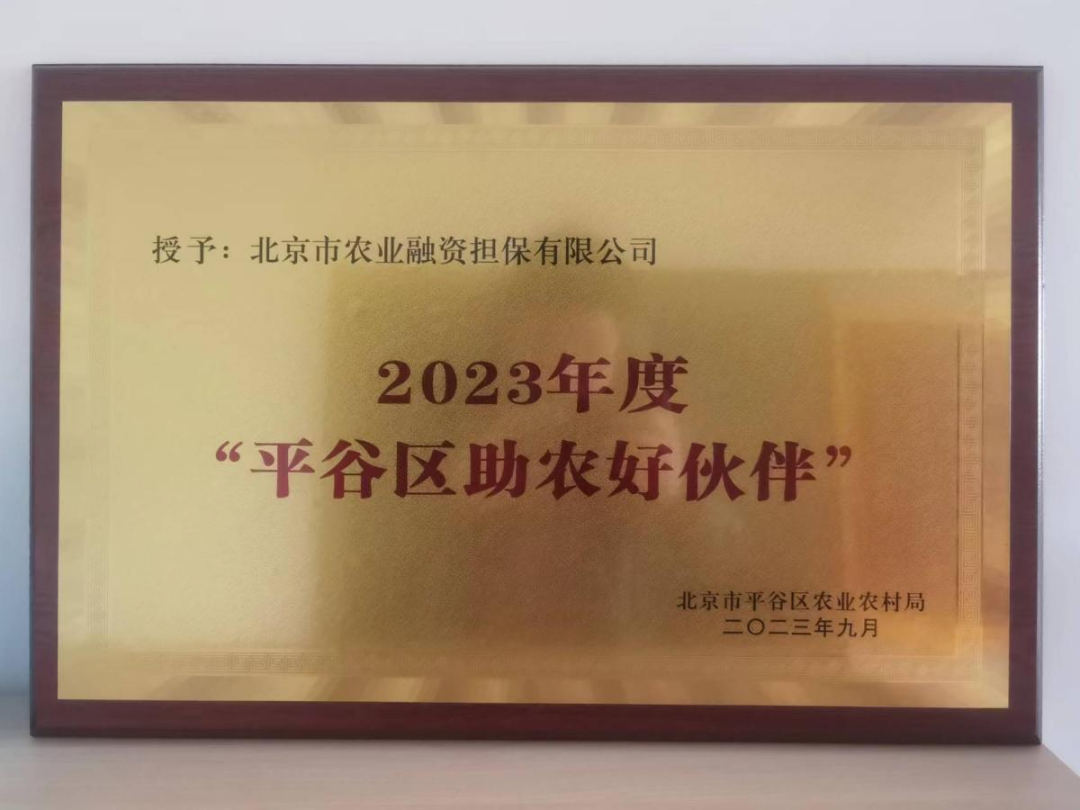 授予：北京市农业融资担保有限公司
2023年度
“平谷区助农好伙伴”
北京市平谷区农业农村局
二〇二三年九月